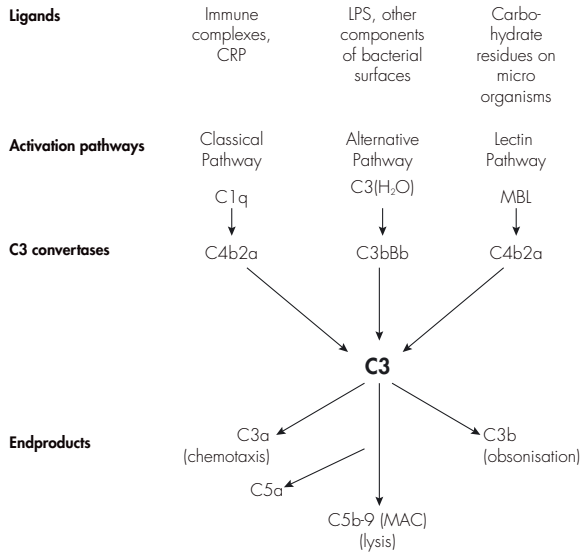 Ligands
Immune
complexes,
CRP
LPS, other
components
of bacterial
surfaces
Carbo-
hydrate
residues on
micro
organisms
Activation pathways
Classical
Pathway
Alternative
Pathway
Lectin
Pathway
C1q
C3(H₂O)
MBL
C3 convertases
C4b2a
C3bBb
C4b2a
C3
Endproducts
C3a
(chemotaxis)
C3b
(obsonisation)
C5a
C5b-9 (MAC)
(lysis)